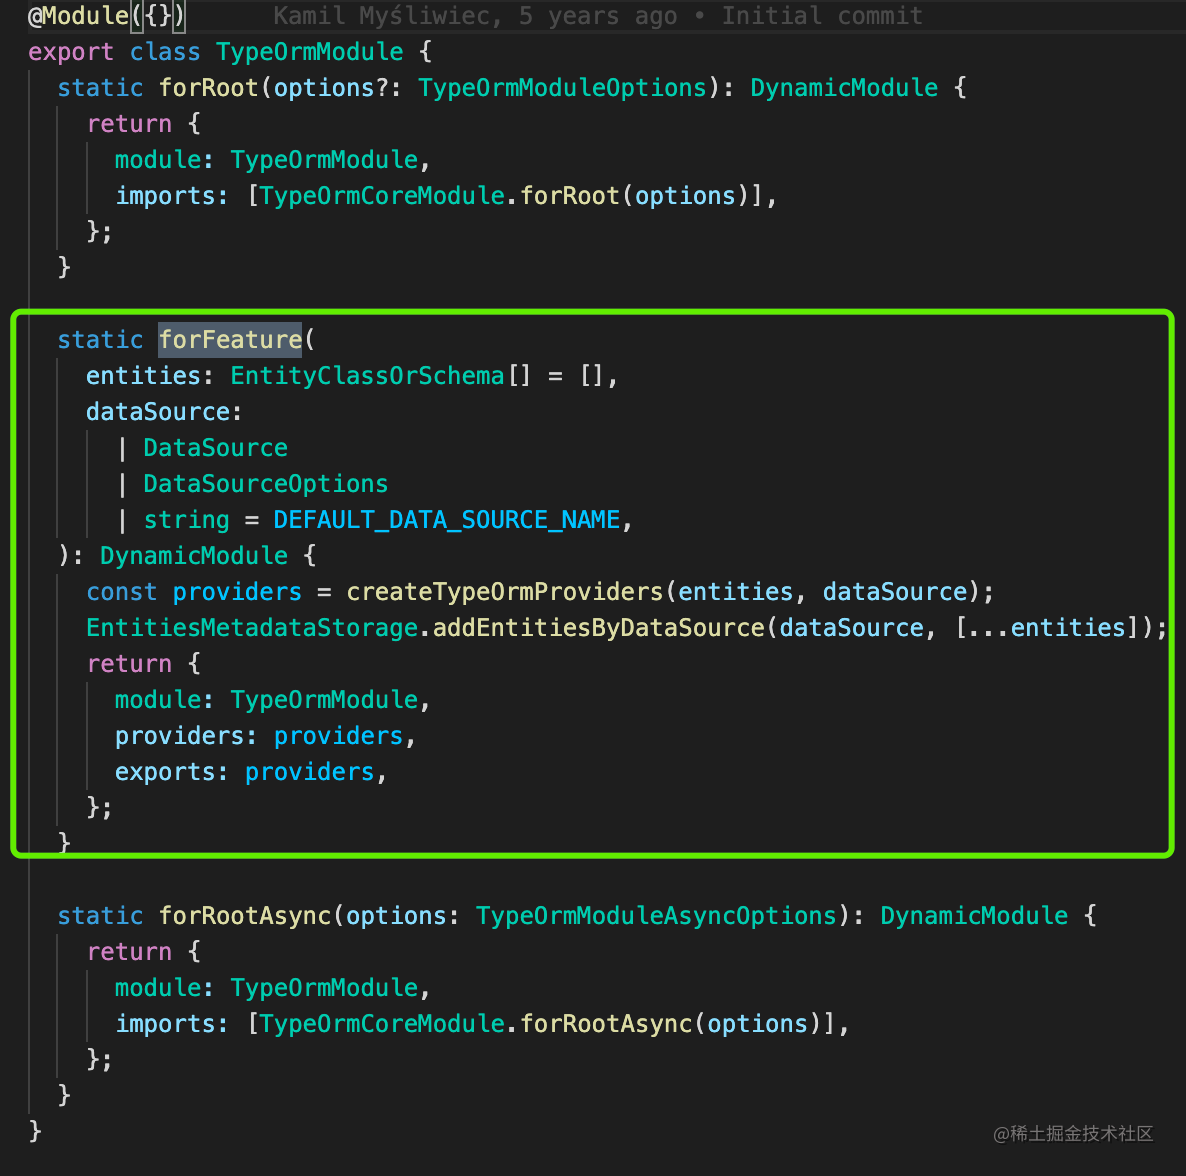 @Module({})      Kamil Myśliwiec, 5 years ago • Initial commit
export class TypeOrmModule {
  static forRoot(options?: TypeOrmModuleOptions): DynamicModule {
    return {
      module: TypeOrmModule,
      imports: [TypeOrmCoreModule.forRoot(options)],
    };
  }
  static forFeature(
    entities: EntityClassOrSchema[] = [],
    dataSource:
      | DataSource
      | DataSourceOptions
      | string = DEFAULT_DATA_SOURCE_NAME,
  ): DynamicModule {
    const providers = createTypeOrmProviders(entities, dataSource);
    EntitiesMetadataStorage.addEntitiesByDataSource(dataSource, [...entities]);
    return {
      module: TypeOrmModule,
      providers: providers,
      exports: providers,
    };
  }
  static forRootAsync(options: TypeOrmModuleAsyncOptions): DynamicModule {
    return {
      module: TypeOrmModule,
      imports: [TypeOrmCoreModule.forRootAsync(options)],
    };
  }
}
@稀土掘金技术社区